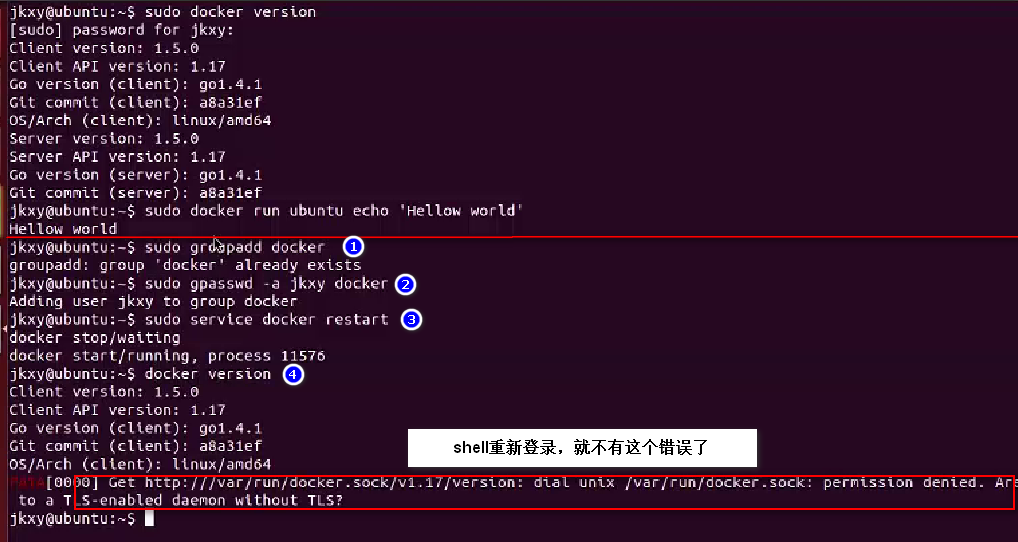 jkxy@ubuntu:~$ sudo docker version
[sudo] password for jkxy:
Client version: 1.5.0
Client API version: 1.17
Go version (client): go1.4.1
Git commit (client): a8a31ef
OS/Arch (client): linux/amd64
Server version: 1.5.0
Server API version: 1.17
Go version (server): go1.4.1
Git commit (server): a8a31ef
jkxy@ubuntu:~$ sudo docker run ubuntu echo 'Hellow world'
Hellow world
jkxy@ubuntu:~$ sudo groupadd docker 1
groupadd: group 'docker' already exists
jkxy@ubuntu:~$ sudo gpasswd -a jkxy docker 2
Adding user jkxy to group docker
jkxy@ubuntu:~$ sudo service docker restart 3
docker stop/waiting
docker start/running, process 11576
jkxy@ubuntu:~$ docker version 4
Client version: 1.5.0
Client API version: 1.17
Go version (client): go1.4.1
Git commit (client): a8a31ef
shell重新登录，就不有这个错误了
OS/Arch (client): linux/amd64
FATA[0000] Get http:///var/run/docker.sock/v1.17/version: dial unix /var/run/docker.sock: permission denied. Ar
to a TLS-enabled daemon without TLS?
jkxy@ubuntu:~$